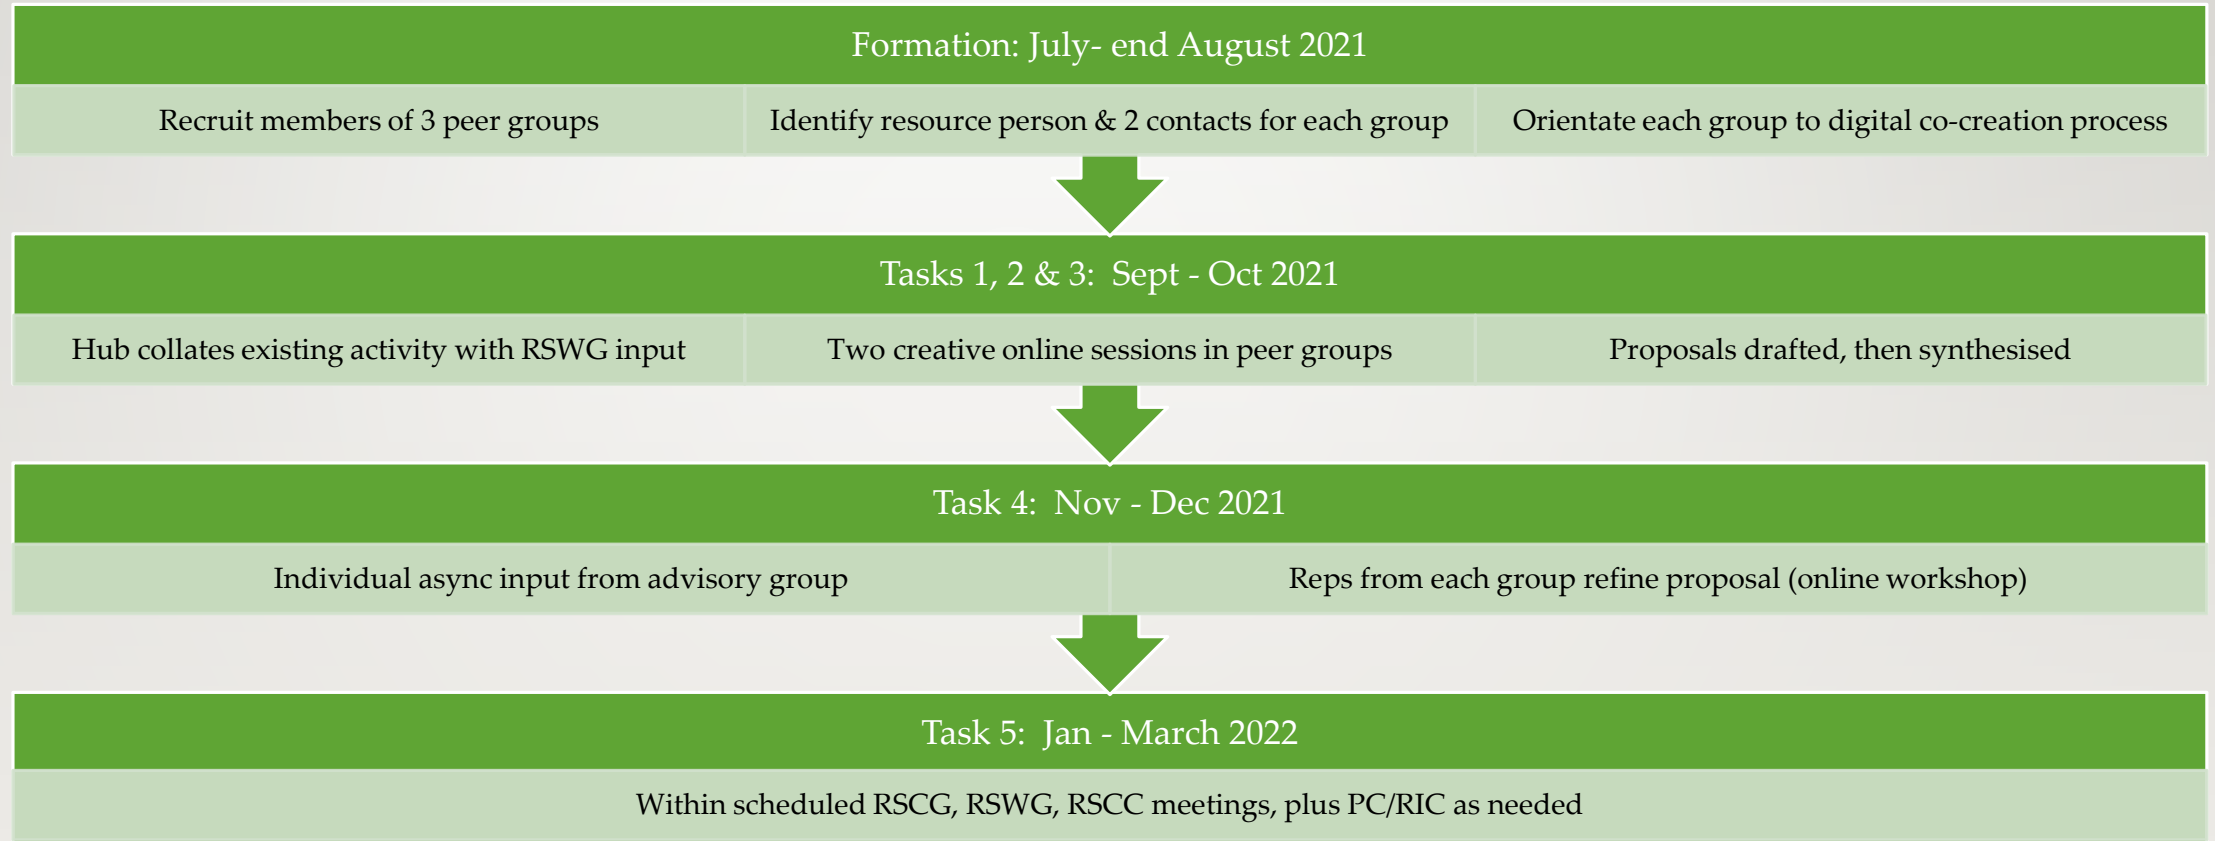 Formation: July- end August 2021
Recruit members of 3 peer groups
Identify resource person & 2 contacts for each group
Orientate each group to digital co-creation process
Tasks 1, 2 & 3: Sept - Oct 2021
Hub collates existing activity with RSWG input
Two creative online sessions in peer groups
Proposals drafted, then synthesised
Task 4: Nov - Dec 2021
Individual async input from advisory group
Reps from each group refine proposal (online workshop)
Task 5: Jan - March 2022
Within scheduled RSCG, RSWG, RSCC meetings, plus PC/RIC as needed